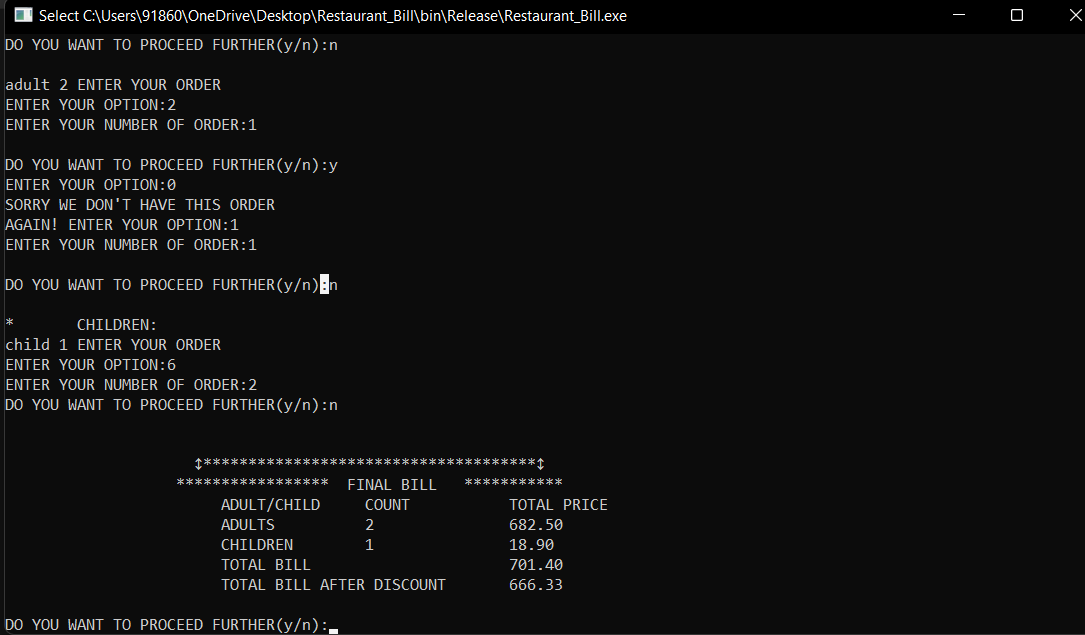 Select C:\Users\91860\OneDrive\Desktop\Restaurant_Bill\bin\Release\Restaurant_Bill.exe
DO YOU WANT TO PROCEED FURTHER(y/n):n
adult 2 ENTER YOUR ORDER
ENTER YOUR OPTION:2
ENTER YOUR NUMBER OF ORDER:1
DO YOU WANT TO PROCEED FURTHER(y/n):y
ENTER YOUR OPTION:0
SORRY WE DON'T HAVE THIS ORDER
AGAIN! ENTER YOUR OPTION:1
ENTER YOUR NUMBER OF ORDER:1
DO YOU WANT TO PROCEED FURTHER(y/n):n
*       CHILDREN:
child 1 ENTER YOUR ORDER
ENTER YOUR OPTION:6
ENTER YOUR NUMBER OF ORDER:2
DO YOU WANT TO PROCEED FURTHER(y/n):n
↕*************************************↕
*****************  FINAL BILL   ***********
ADULT/CHILD     COUNT           TOTAL PRICE
ADULTS          2               682.50
CHILDREN        1               18.90
TOTAL BILL                      701.40
TOTAL BILL AFTER DISCOUNT       666.33
DO YOU WANT TO PROCEED FURTHER(y/n):